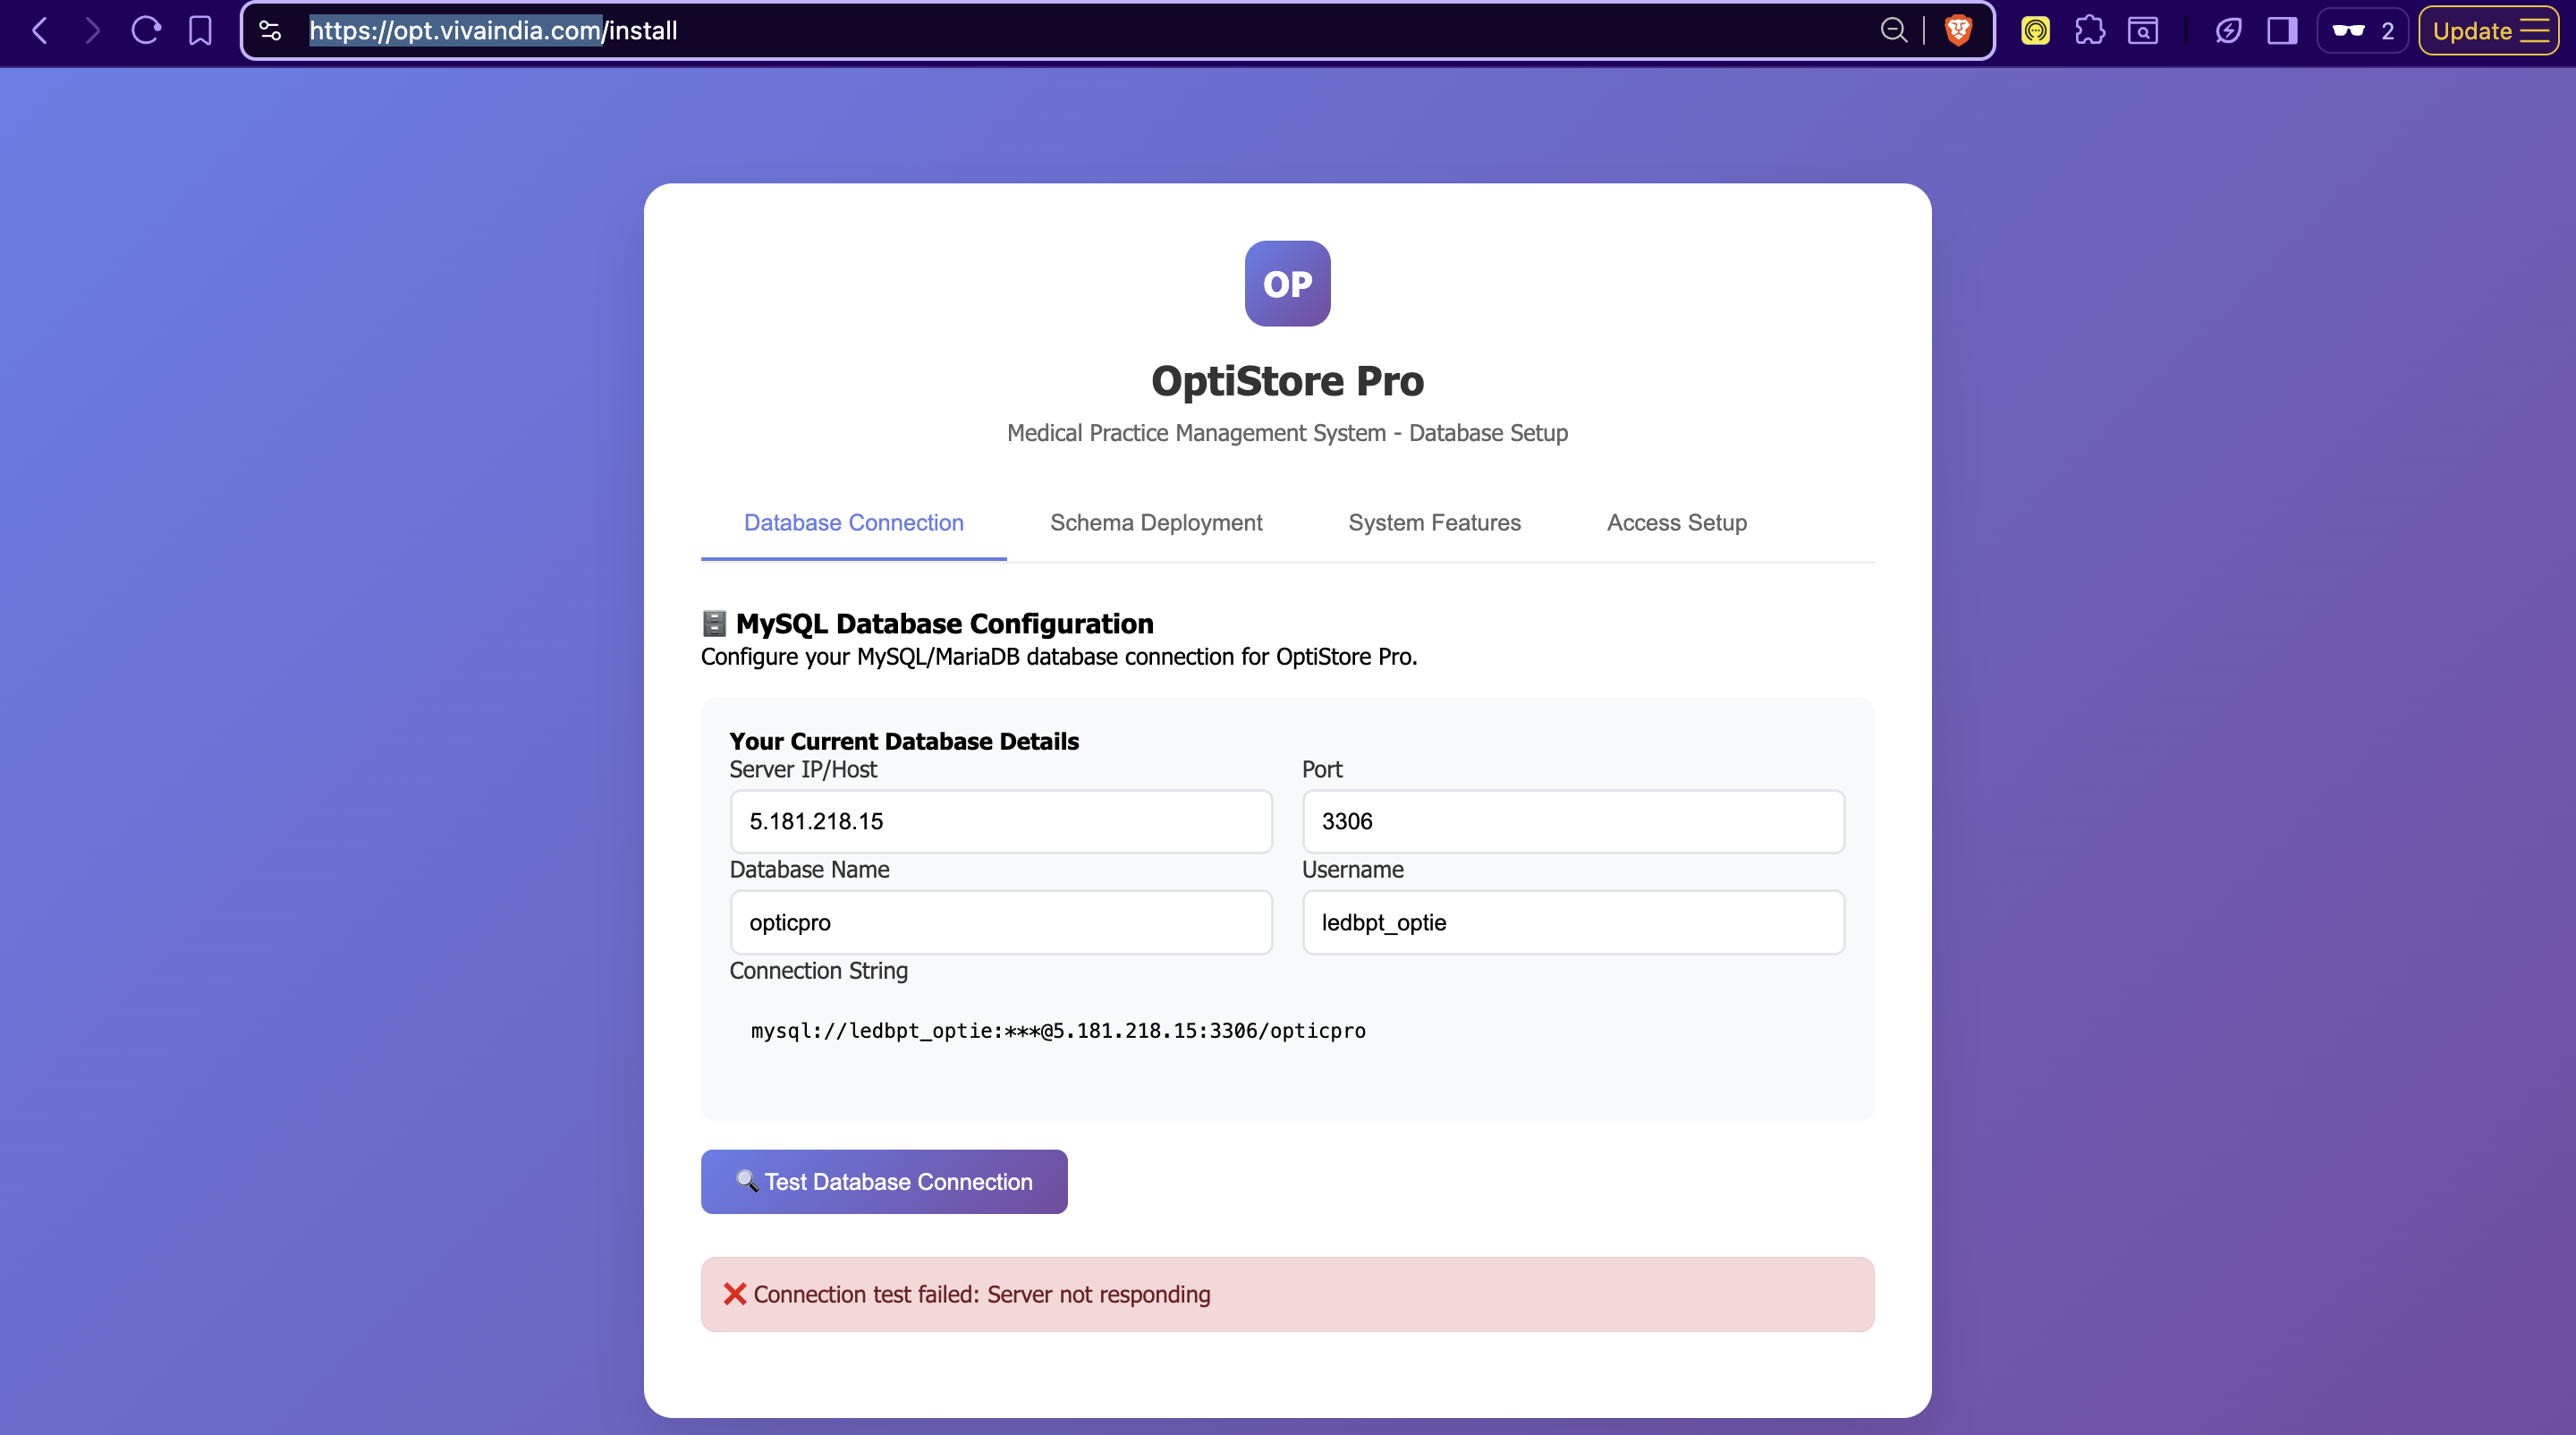 https://opt.vivaindia.com/install
2
Update
OP
OptiStore Pro
Medical Practice Management System - Database Setup
Database Connection
Schema Deployment
System Features
Access Setup
MySQL Database Configuration
Configure your MySQL/MariaDB database connection for OptiStore Pro.
Your Current Database Details
Server IP/Host
Port
5.181.218.15
3306
Database Name
Username
opticpro
ledbpt_optie
Connection String
mysql://ledbpt_optie:***@5.181.218.15:3306/opticpro
🔍 Test Database Connection
❌ Connection test failed: Server not responding